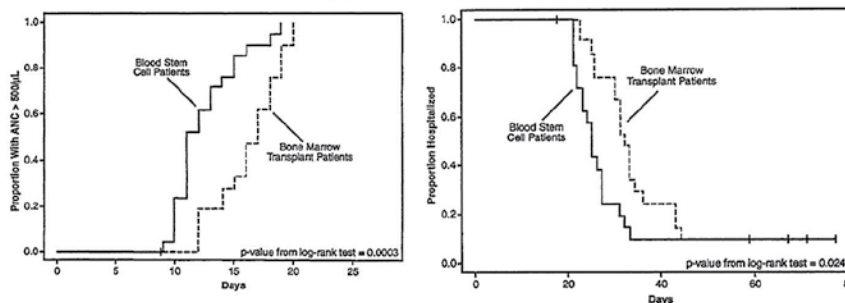 Proportion With ANC > 500/µL
1.0
0.8
0.6
0.4
0.2
0.0
Blood Stem
Cell Patients
Bone Marrow
Transplant Patients
p-value from log-rank test = 0.0003
0
5
10
15
20
25
Days
Proportion Hospitalized
1.0
0.8
0.6
0.4
0.2
0.0
Bone Marrow
Transplant Patients
Blood Stem
Cell Patients
p-value from log-rank test = 0.024
0
20
40
60
Days